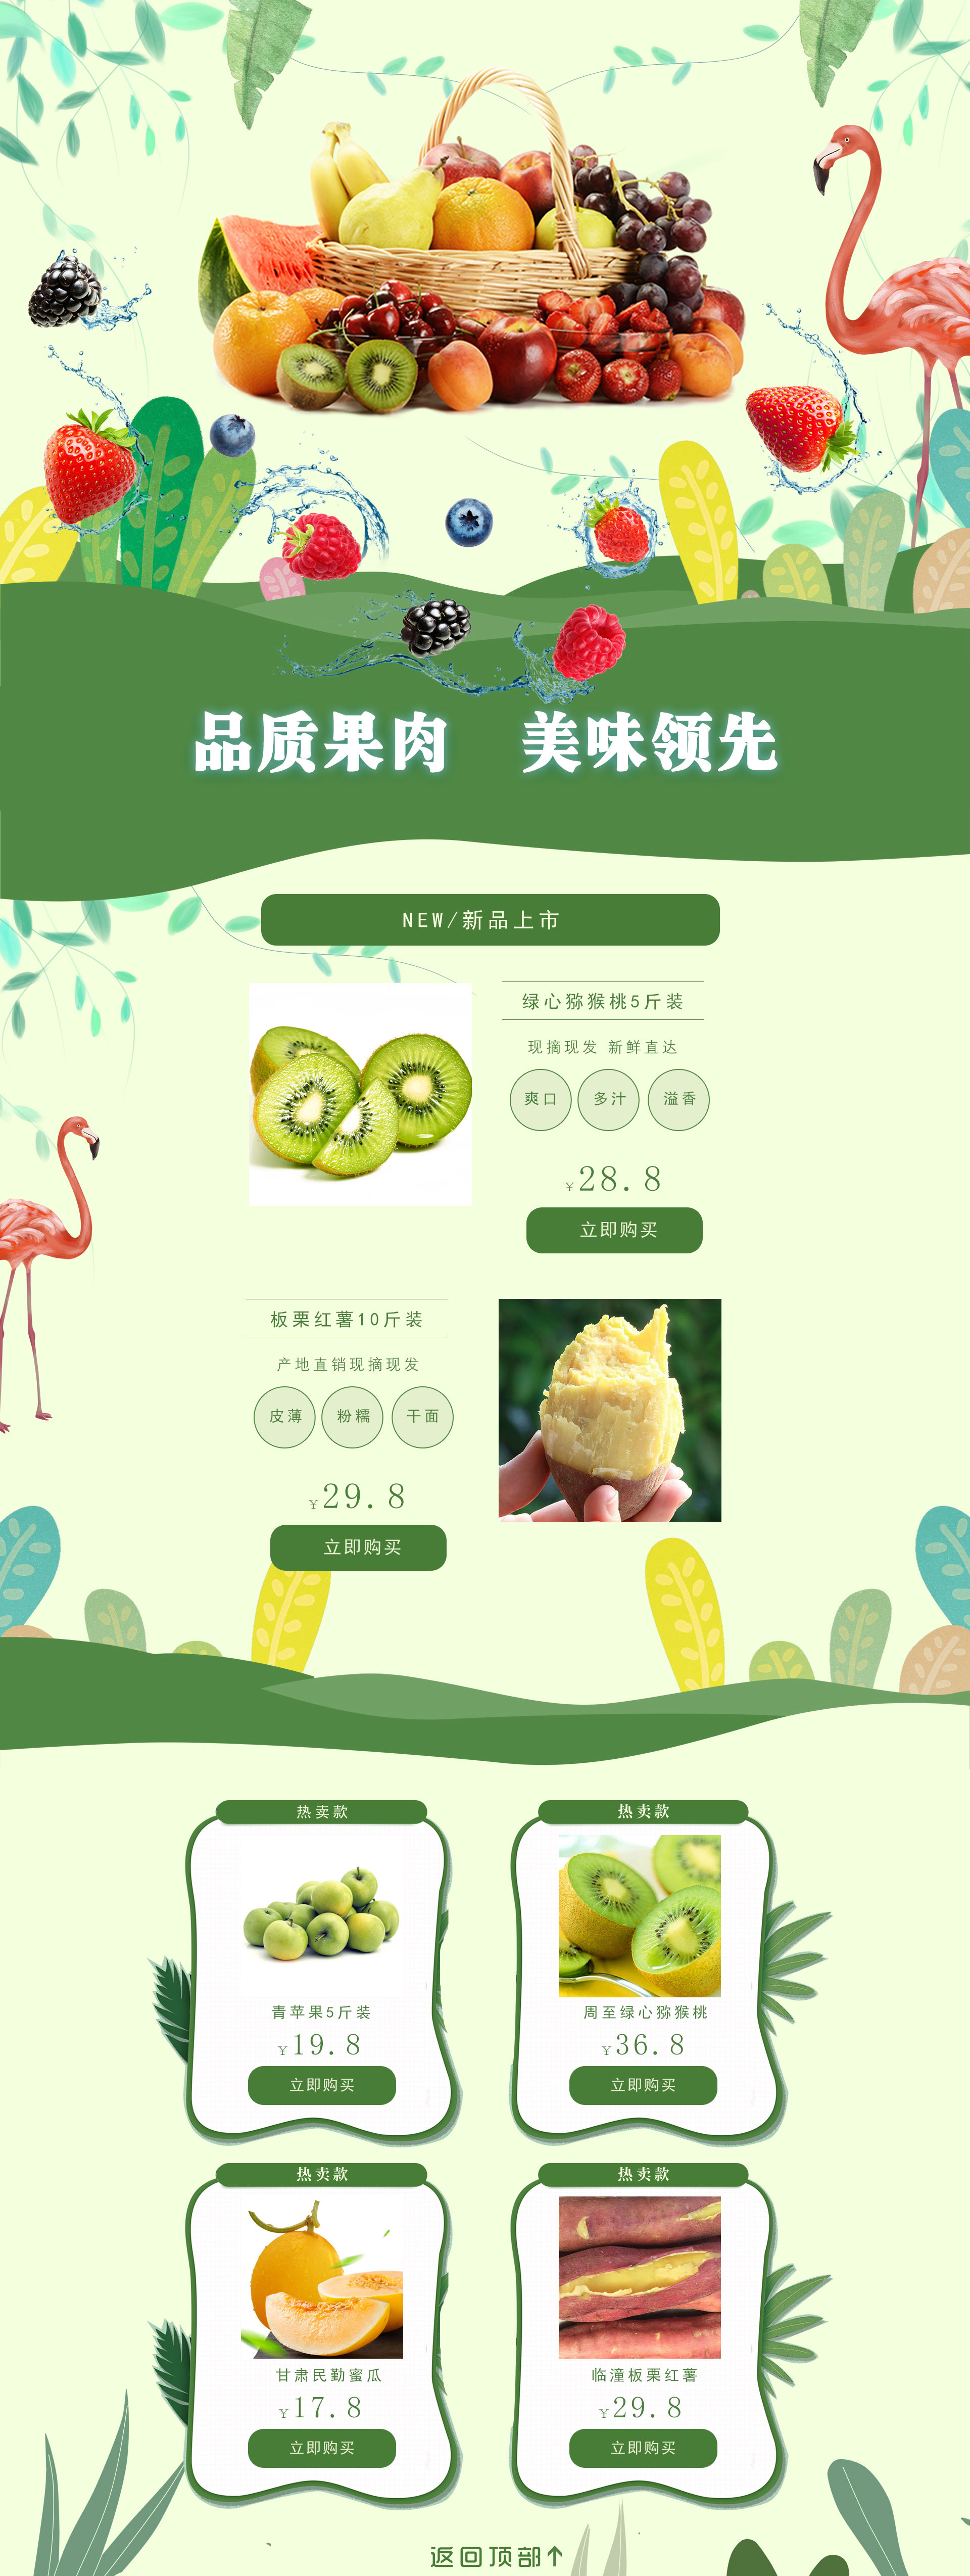 品质果肉 美味领先
NEW/新品上市
绿心猕猴桃5斤装
现摘现发 新鲜直达
爽口 多汁 溢香
¥28.8
立即购买
板栗红薯10斤装
产地直销现摘现发
皮薄 粉糯 干面
¥29.8
立即购买
热卖款
青苹果5斤装
¥19.8
立即购买
热卖款
周至绿心猕猴桃
¥36.8
立即购买
热卖款
甘肃民勤蜜瓜
¥17.8
立即购买
热卖款
临潼板栗红薯
¥29.8
立即购买
返回顶部↑